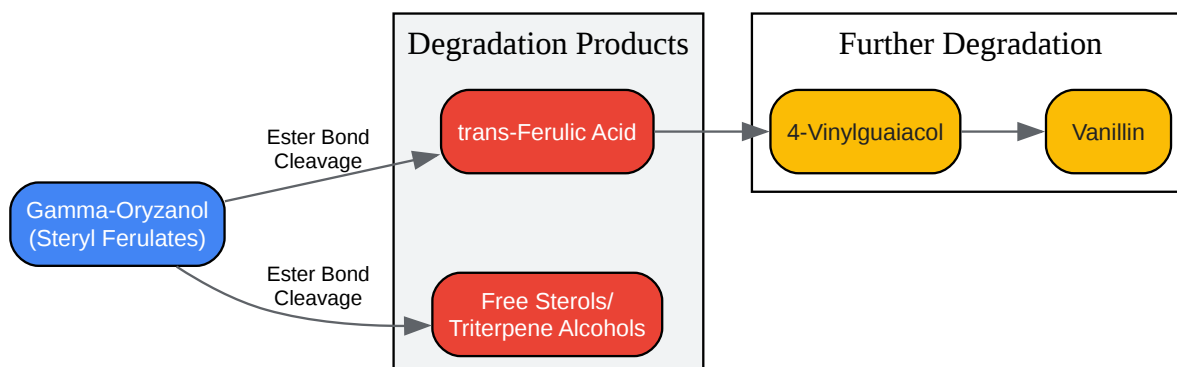 Degradation Products
Further Degradation
trans-Ferulic Acid
4-Vinylguaiacol
Vanillin
Ester Bond
Cleavage
Gamma-Oryzanol
(Steryl Ferulates)
Ester Bond
Cleavage
Free Sterols/
Triterpene Alcohols